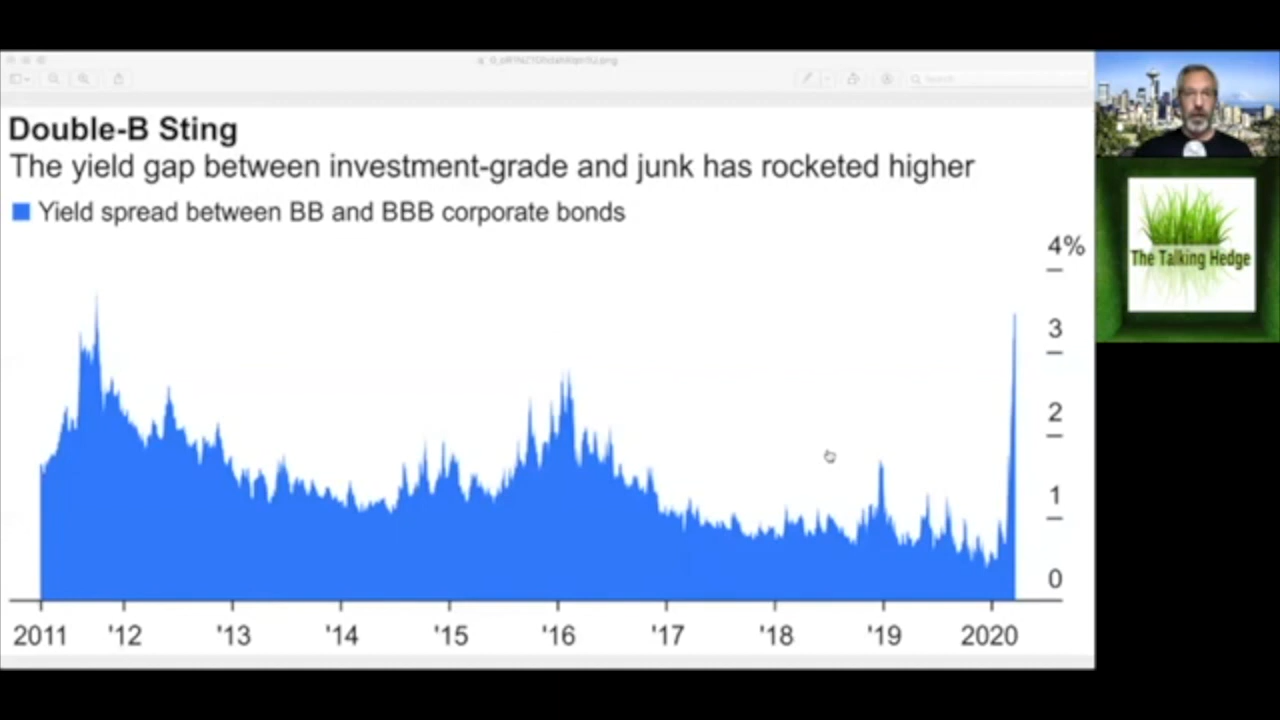 Double-B Sting
The yield gap between investment-grade and junk has rocketed higher
Yield spread between BB and BBB corporate bonds
4%
3
2
1
0
2011 '12 '13 '14 '15 '16 '17 '18 '19 2020
The Talking Hedge
Search